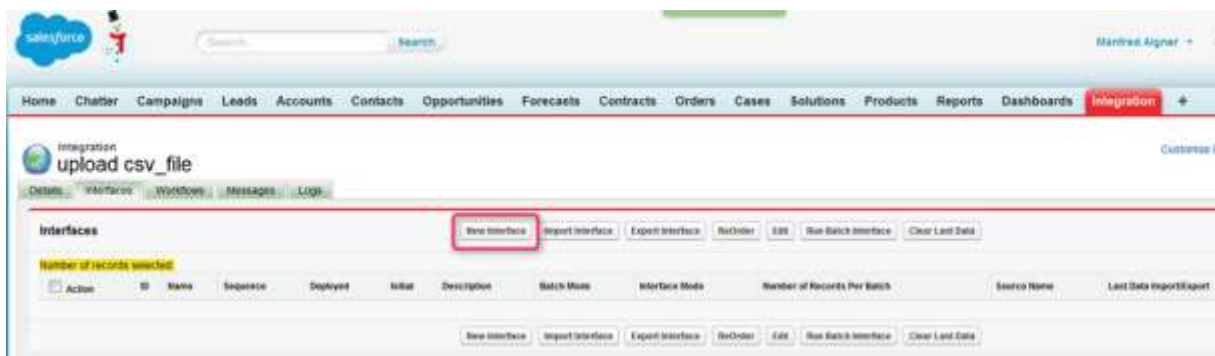 salesforce
Search... Search Manfred Aigner
Home Chatter Campaigns Leads Accounts Contacts Opportunities Forecasts Contracts Orders Cases Solutions Products Reports Dashboards Integration +
Integration
upload csv_file
Customize
Details Interfaces Workflows Messages Logs
Interfaces New Interface Import Interface Export Interface ReOrder Edit Run Batch Interface Clear Last Data
Number of records selected:
Action ID Name Sequence Deployed Initial Description Batch Mode Interface Mode Number of Records Per Batch Source Name Last Data Import/Export
New Interface Import Interface Export Interface ReOrder Edit Run Batch Interface Clear Last Data